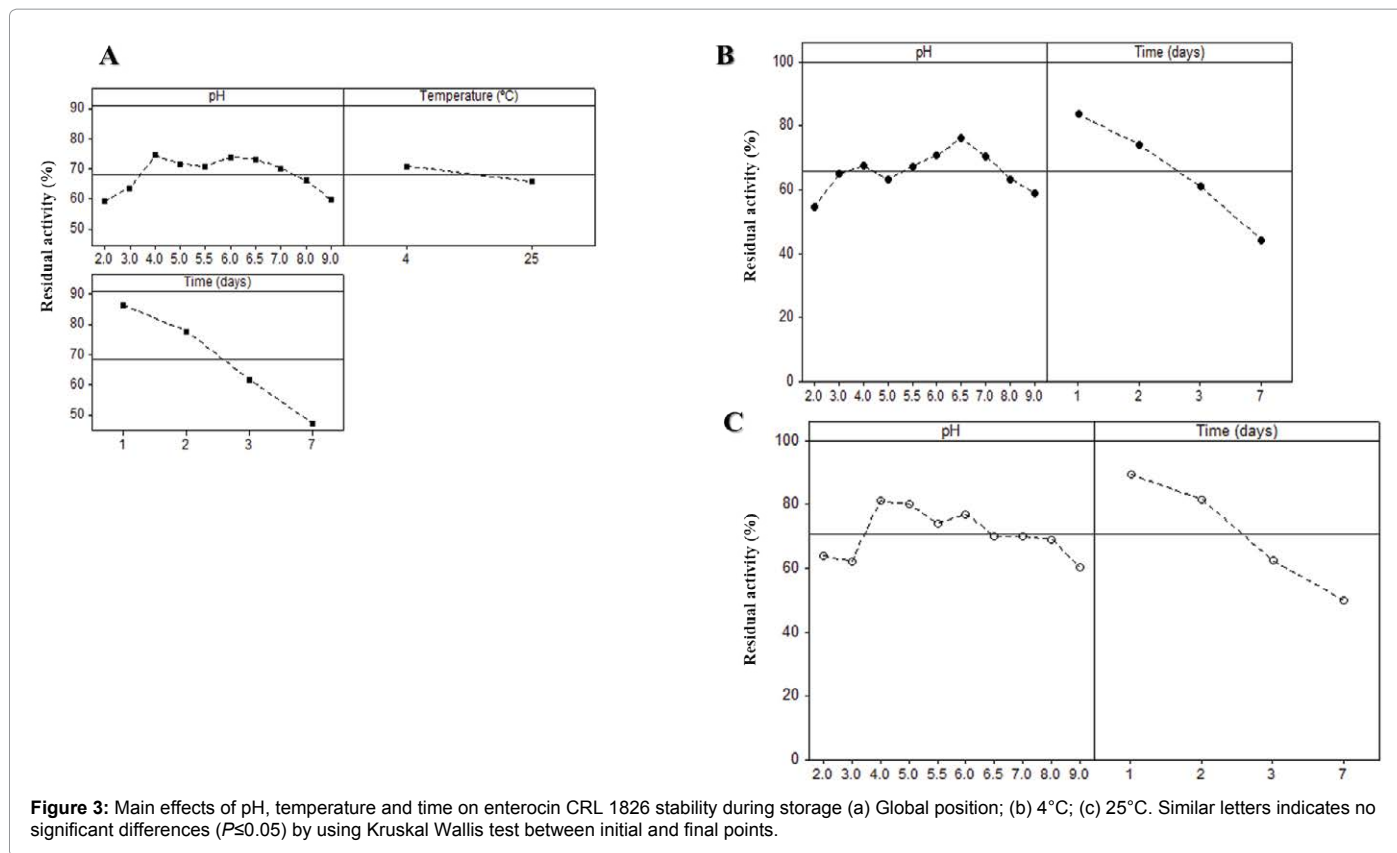 A
pH
Temperature (ºC)
Residual activity (%)
90
80
70
60
50
2.0 3.0 4.0 5.0 5.5 6.0 6.5 7.0 8.0 9.0
4 25
Time (days)
90
80
70
60
50
1 2 3 7
B
pH
Time (days)
Residual activity (%)
100
80
60
40
20
0
2.0 3.0 4.0 5.0 5.5 6.0 6.5 7.0 8.0 9.0
1 2 3 7
C
pH
Time (days)
Residual activity (%)
100
80
60
40
20
0
2.0 3.0 4.0 5.0 5.5 6.0 6.5 7.0 8.0 9.0
1 2 3 7
Figure 3: Main effects of pH, temperature and time on enterocin CRL 1826 stability during storage (a) Global position; (b) 4°C; (c) 25°C. Similar letters indicates no
significant differences (P≤0.05) by using Kruskal Wallis test between initial and final points.